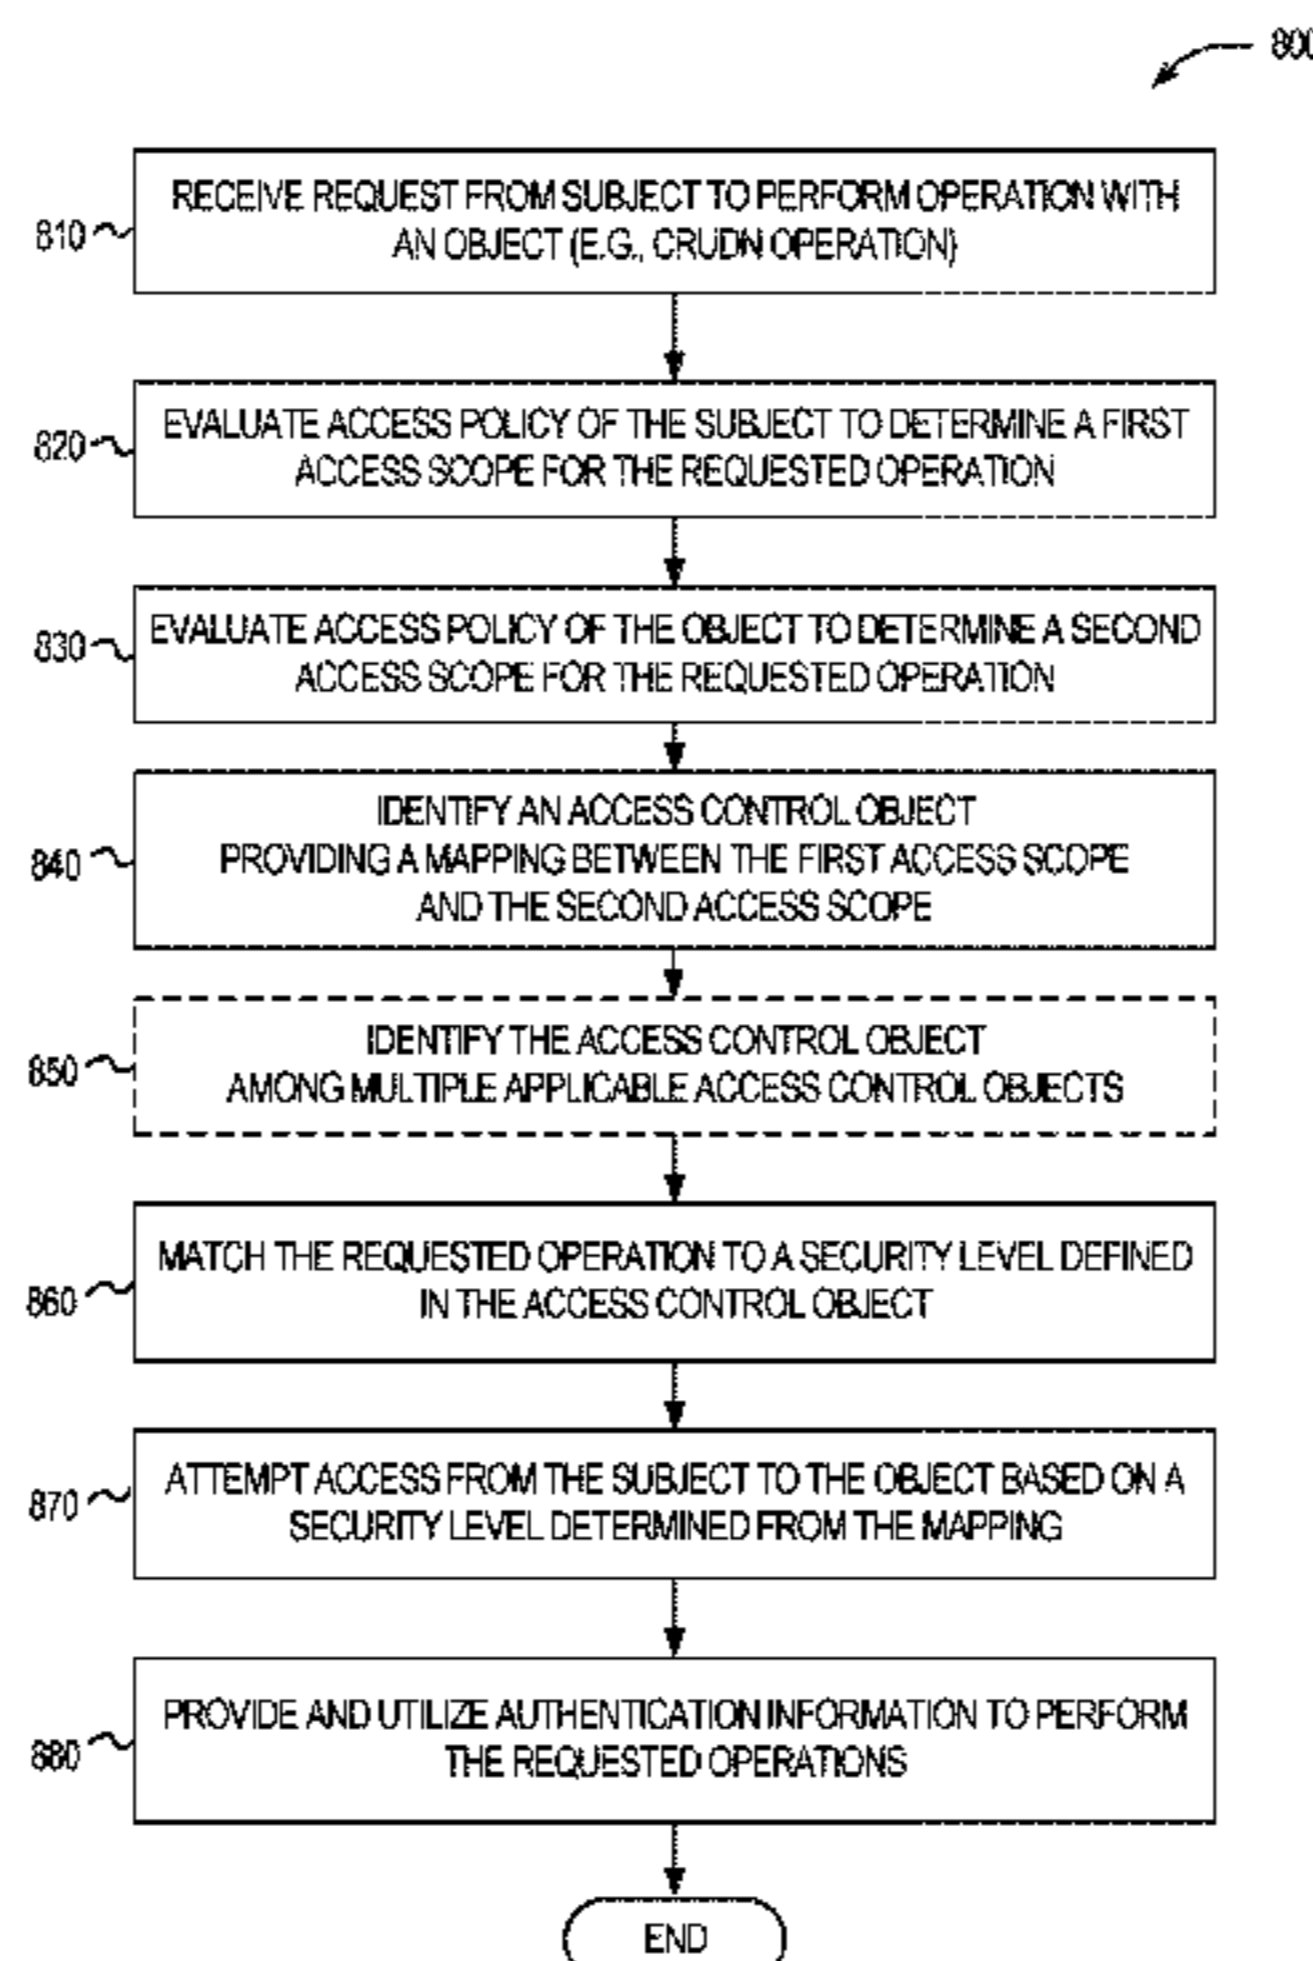 800
RECEIVE REQUEST FROM SUBJECT TO PERFORM OPERATION WITH
AN OBJECT (E.G., CRUDN OPERATION)
810
EVALUATE ACCESS POLICY OF THE SUBJECT TO DETERMINE A FIRST
ACCESS SCOPE FOR THE REQUESTED OPERATION
820
EVALUATE ACCESS POLICY OF THE OBJECT TO DETERMINE A SECOND
ACCESS SCOPE FOR THE REQUESTED OPERATION
830
IDENTIFY AN ACCESS CONTROL OBJECT
PROVIDING A MAPPING BETWEEN THE FIRST ACCESS SCOPE
AND THE SECOND ACCESS SCOPE
840
IDENTIFY THE ACCESS CONTROL OBJECT
AMONG MULTIPLE APPLICABLE ACCESS CONTROL OBJECTS
850
MATCH THE REQUESTED OPERATION TO A SECURITY LEVEL DEFINED
IN THE ACCESS CONTROL OBJECT
860
ATTEMPT ACCESS FROM THE SUBJECT TO THE OBJECT BASED ON A
SECURITY LEVEL DETERMINED FROM THE MAPPING
870
PROVIDE AND UTILIZE AUTHENTICATION INFORMATION TO PERFORM
THE REQUESTED OPERATIONS
880
END